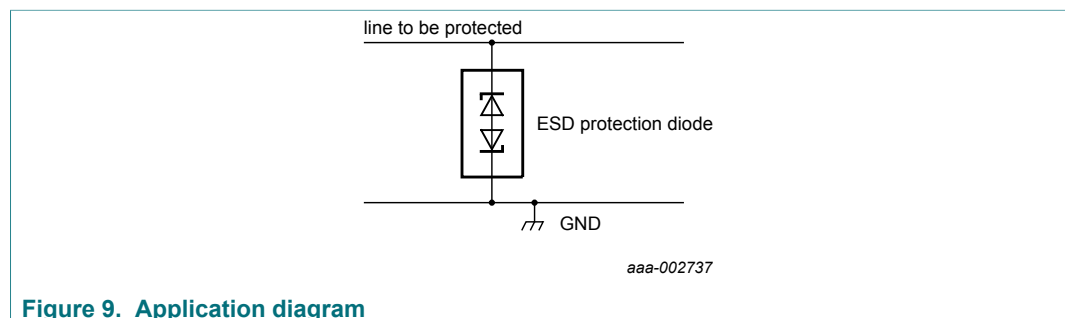 line to be protected
ESD protection diode
GND
aaa-002737
Figure 9. Application diagram